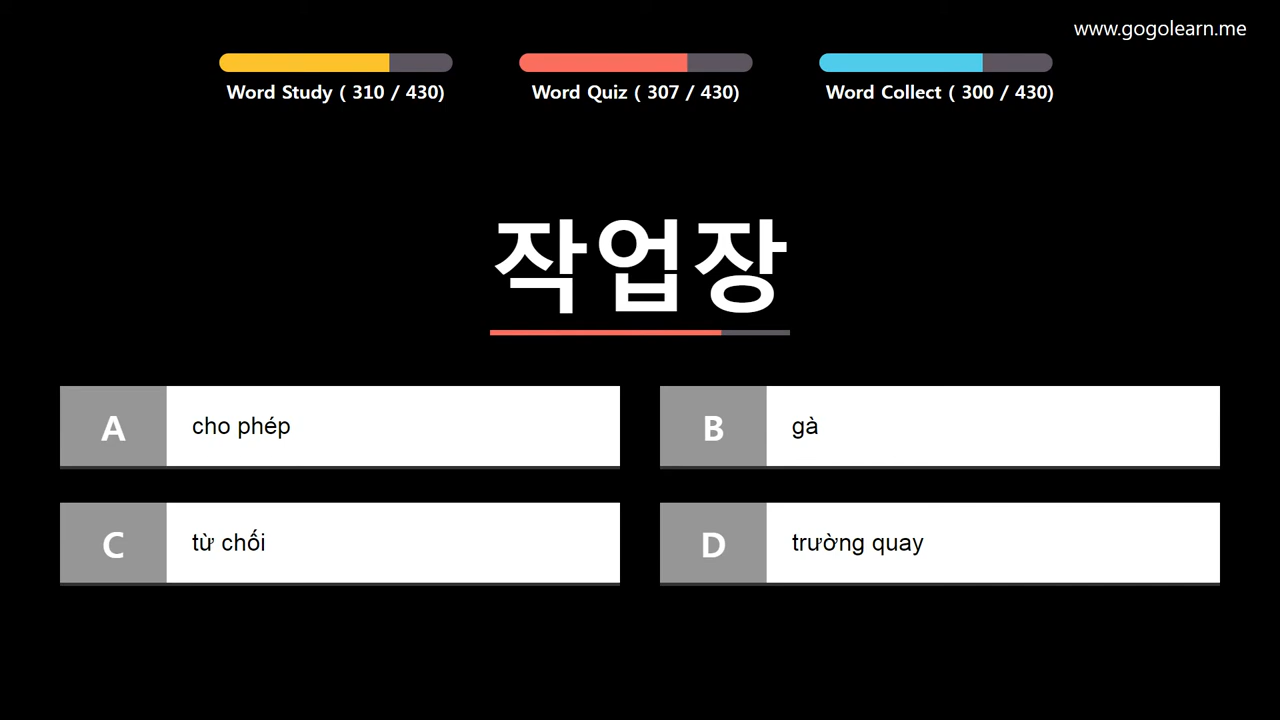 www.gogolearn.me
Word Study ( 310 / 430)
Word Quiz ( 307 / 430)
Word Collect ( 300 / 430)
작업장
A cho phép
B gà
C từ chối
D trường quay